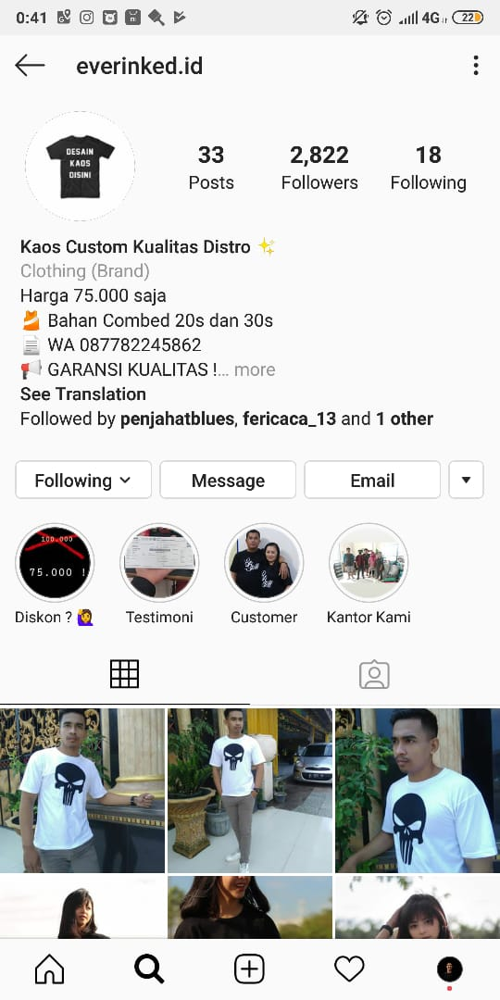 0:41
4G
22
everinked.id
DESAIN
KAOS
DISINI
33
Posts
2,822
Followers
18
Following
Kaos Custom Kualitas Distro ✨
Clothing (Brand)
Harga 75.000 saja
🦺 Bahan Combed 20s dan 30s
📄 WA 087782245862
📢 GARANSI KUALITAS !... more
See Translation
Followed by penjahatblues, fericaca_13 and 1 other
Following
Message
Email
100.000
75.000 !
Diskon ? 🙋‍♀️
Testimoni
Customer
Kantor Kami